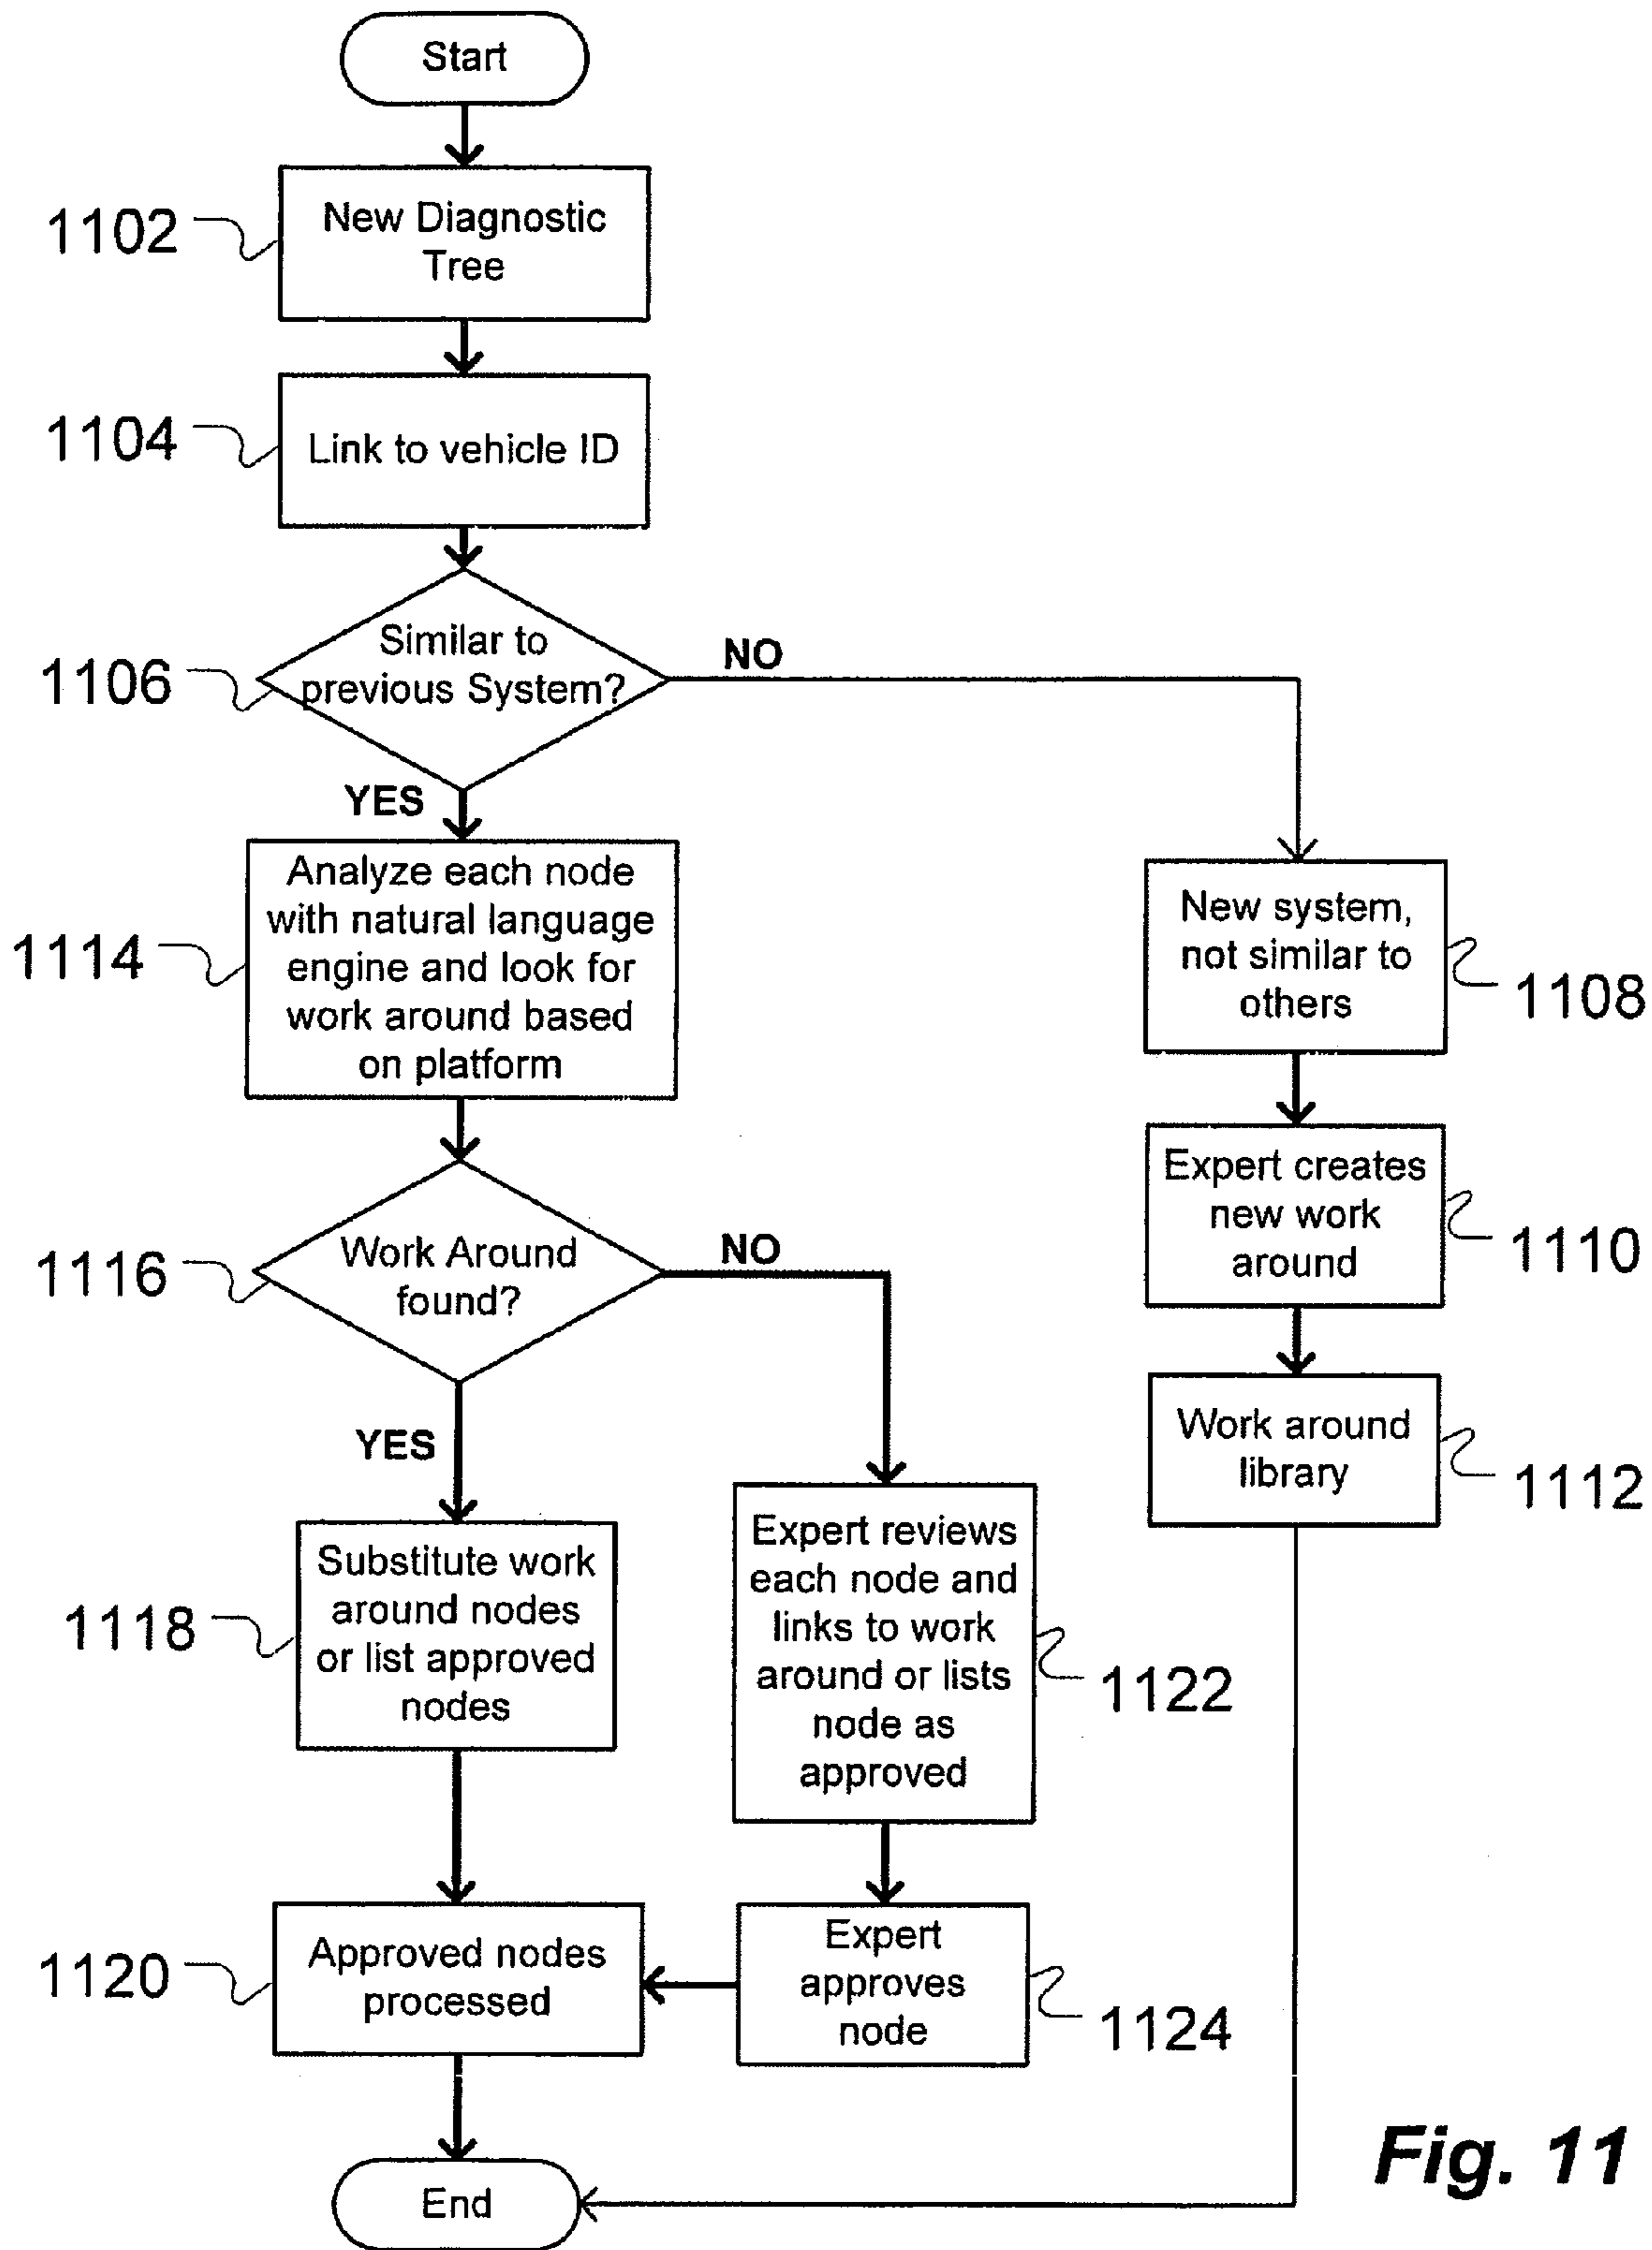 Start
1102
New Diagnostic
Tree
1104
Link to vehicle ID
1106
Similar to
previous System?
NO
YES
1114
Analyze each node
with natural language
engine and look for
work around based
on platform
New system,
not similar to
others
1108
Expert creates
new work
around
1110
Work around
library
1112
1116
Work Around
found?
NO
YES
1118
Substitute work
around nodes
or list approved
nodes
Expert reviews
each node and
links to work
around or lists
node as
approved
1122
1120
Approved nodes
processed
Expert
approves
node
1124
End
Fig. 11